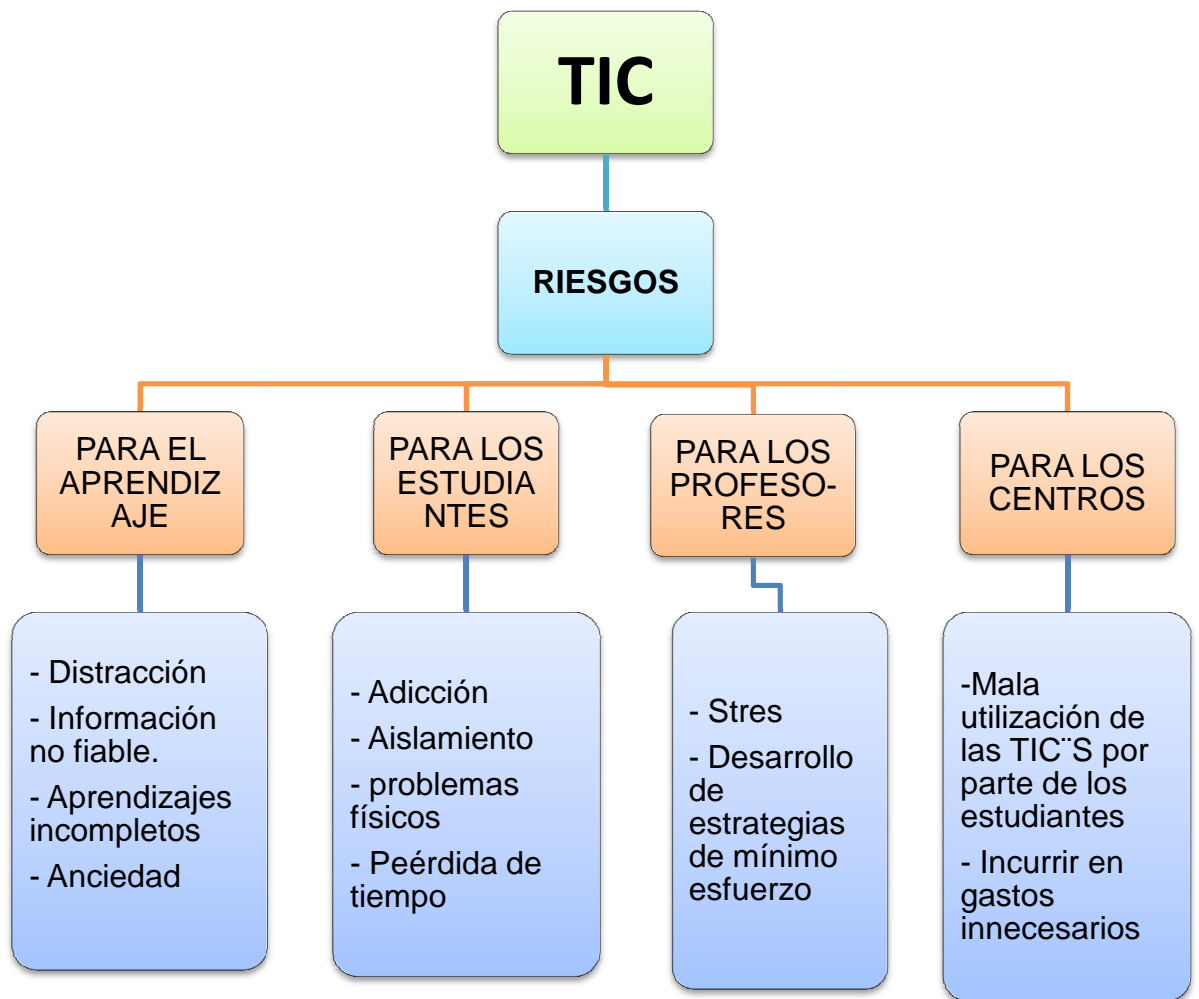 TIC
RIESGOS
PARA EL
APRENDIZ
AJE
PARA LOS
ESTUDIA
NTES
PARA LOS
PROFESO-
RES
PARA LOS
CENTROS
- Distracción
- Información
no fiable.
- Aprendizajes
incompletos
- Anciedad
- Adicción
- Aislamiento
- problemas
físicos
- Peérdida de
tiempo
- Stres
- Desarrollo
de
estrategias
de mínimo
esfuerzo
-Mala
utilización de
las TIC¨S por
parte de los
estudiantes
- Incurrir en
gastos
innecesarios